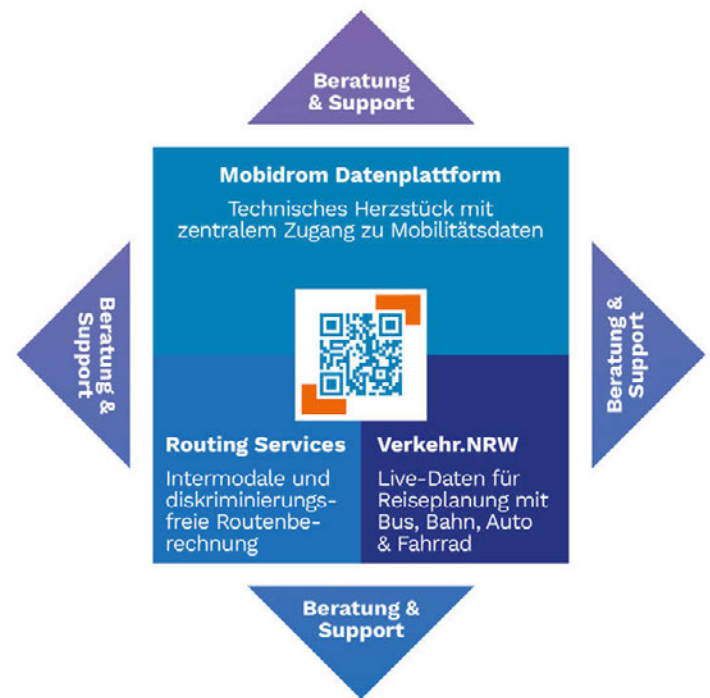 Beratung
& Support
Mobidrom Datenplattform
Technisches Herzstück mit
zentralem Zugang zu Mobilitätsdaten
Beratung &
Support
Beratung &
Support
Routing Services
Intermodale und
diskriminierungs-
freie Routenbe-
rechnung
Verkehr.NRW
Live-Daten für
Reiseplanung mit
Bus, Bahn, Auto
& Fahrrad
Beratung &
Support